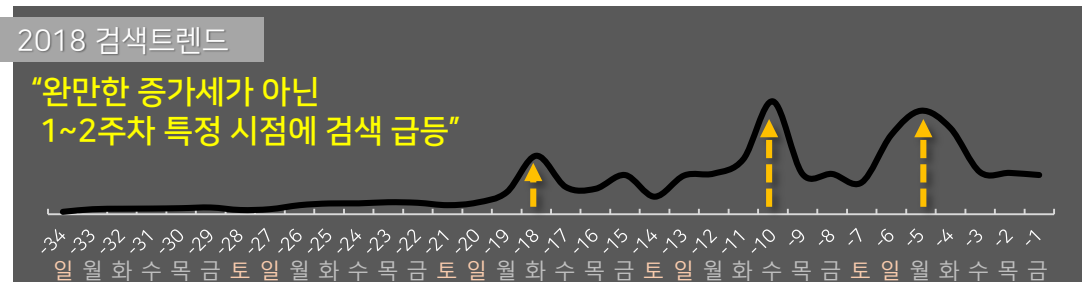 2018 검색트렌드
“완만한 증가세가 아닌
1~2주차 특정 시점에 검색 급등”
-34 -33 -32 -31 -30 -29 -28 -27 -26 -25 -24 -23 -22 -21 -20 -19 -18 -17 -16 -15 -14 -13 -12 -11 -10 -9 -8 -7 -6 -5 -4 -3 -2 -1
일 월 화 수 목 금 토 일 월 화 수 목 금 토 일 월 화 수 목 금 토 일 월 화 수 목 금 토 일 월 화 수 목 금